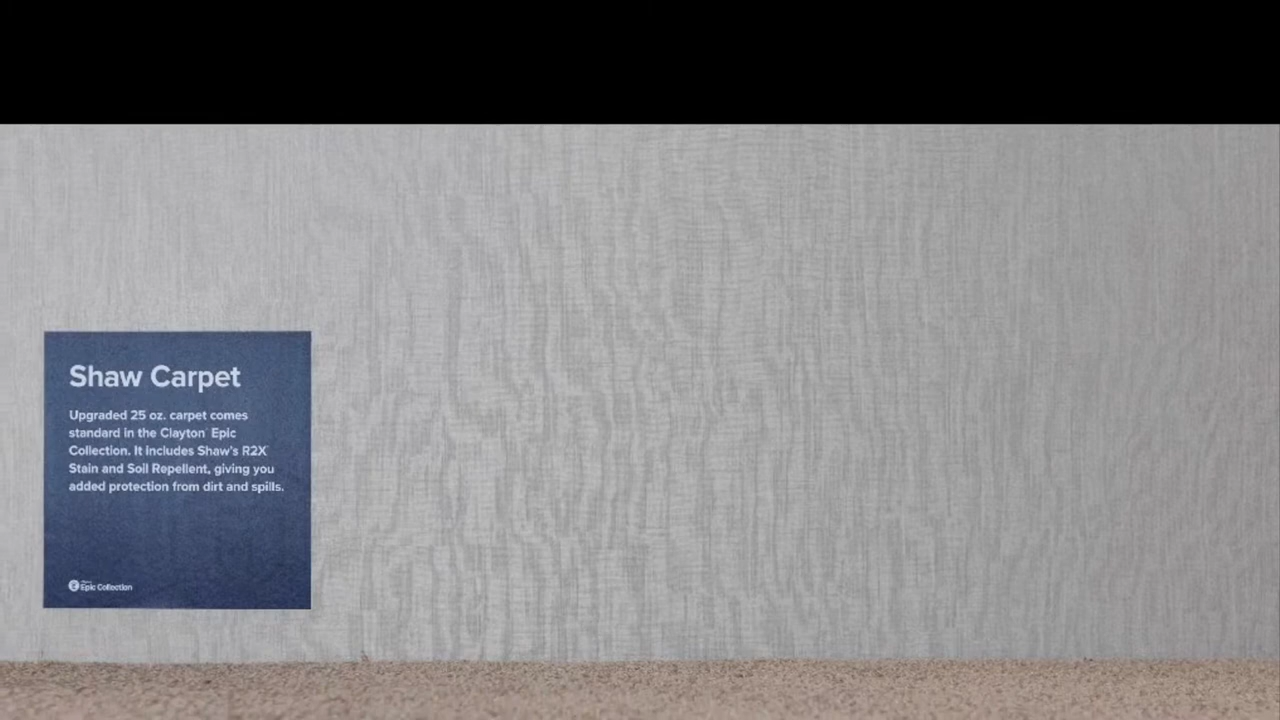 Shaw Carpet
Upgraded 25 oz. carpet comes
standard in the Clayton® Epic
Collection. It includes Shaw's R2X®
Stain and Soil Repellent, giving you
added protection from dirt and spills.
Epic Collection